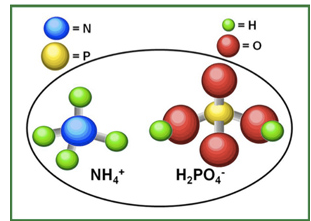 = N
= P
= H
= O
NH₄⁺
H₂PO₄⁻